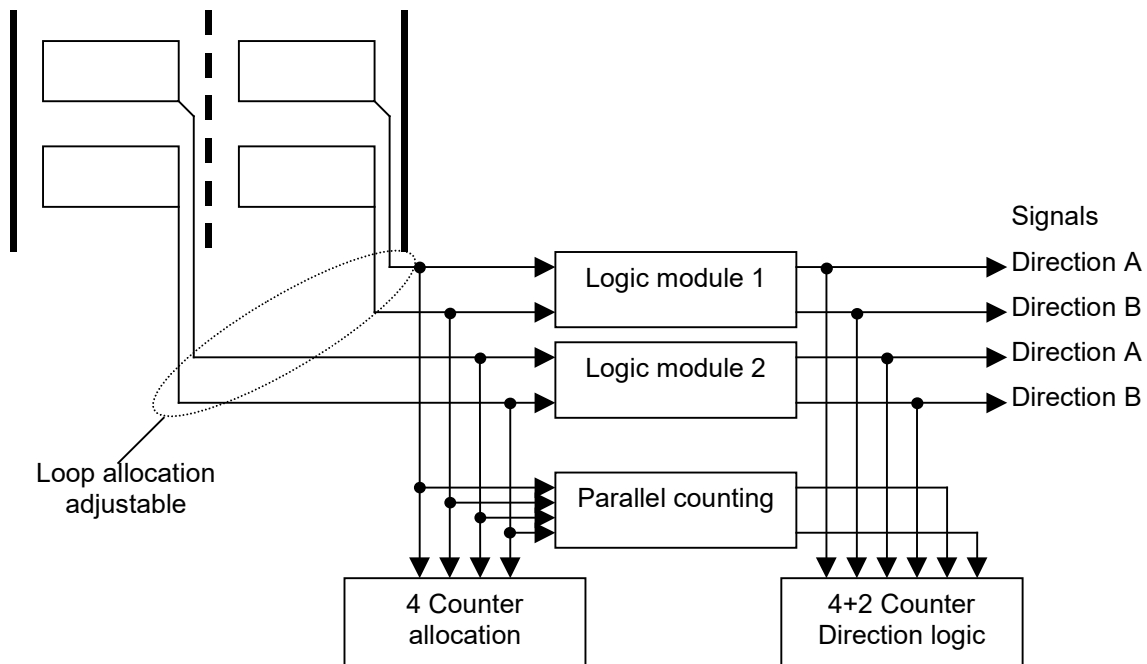 Signals
Direction A
Logic module 1
Direction B
Direction A
Logic module 2
Direction B
Loop allocation
adjustable
Parallel counting
4 Counter
allocation
4+2 Counter
Direction logic